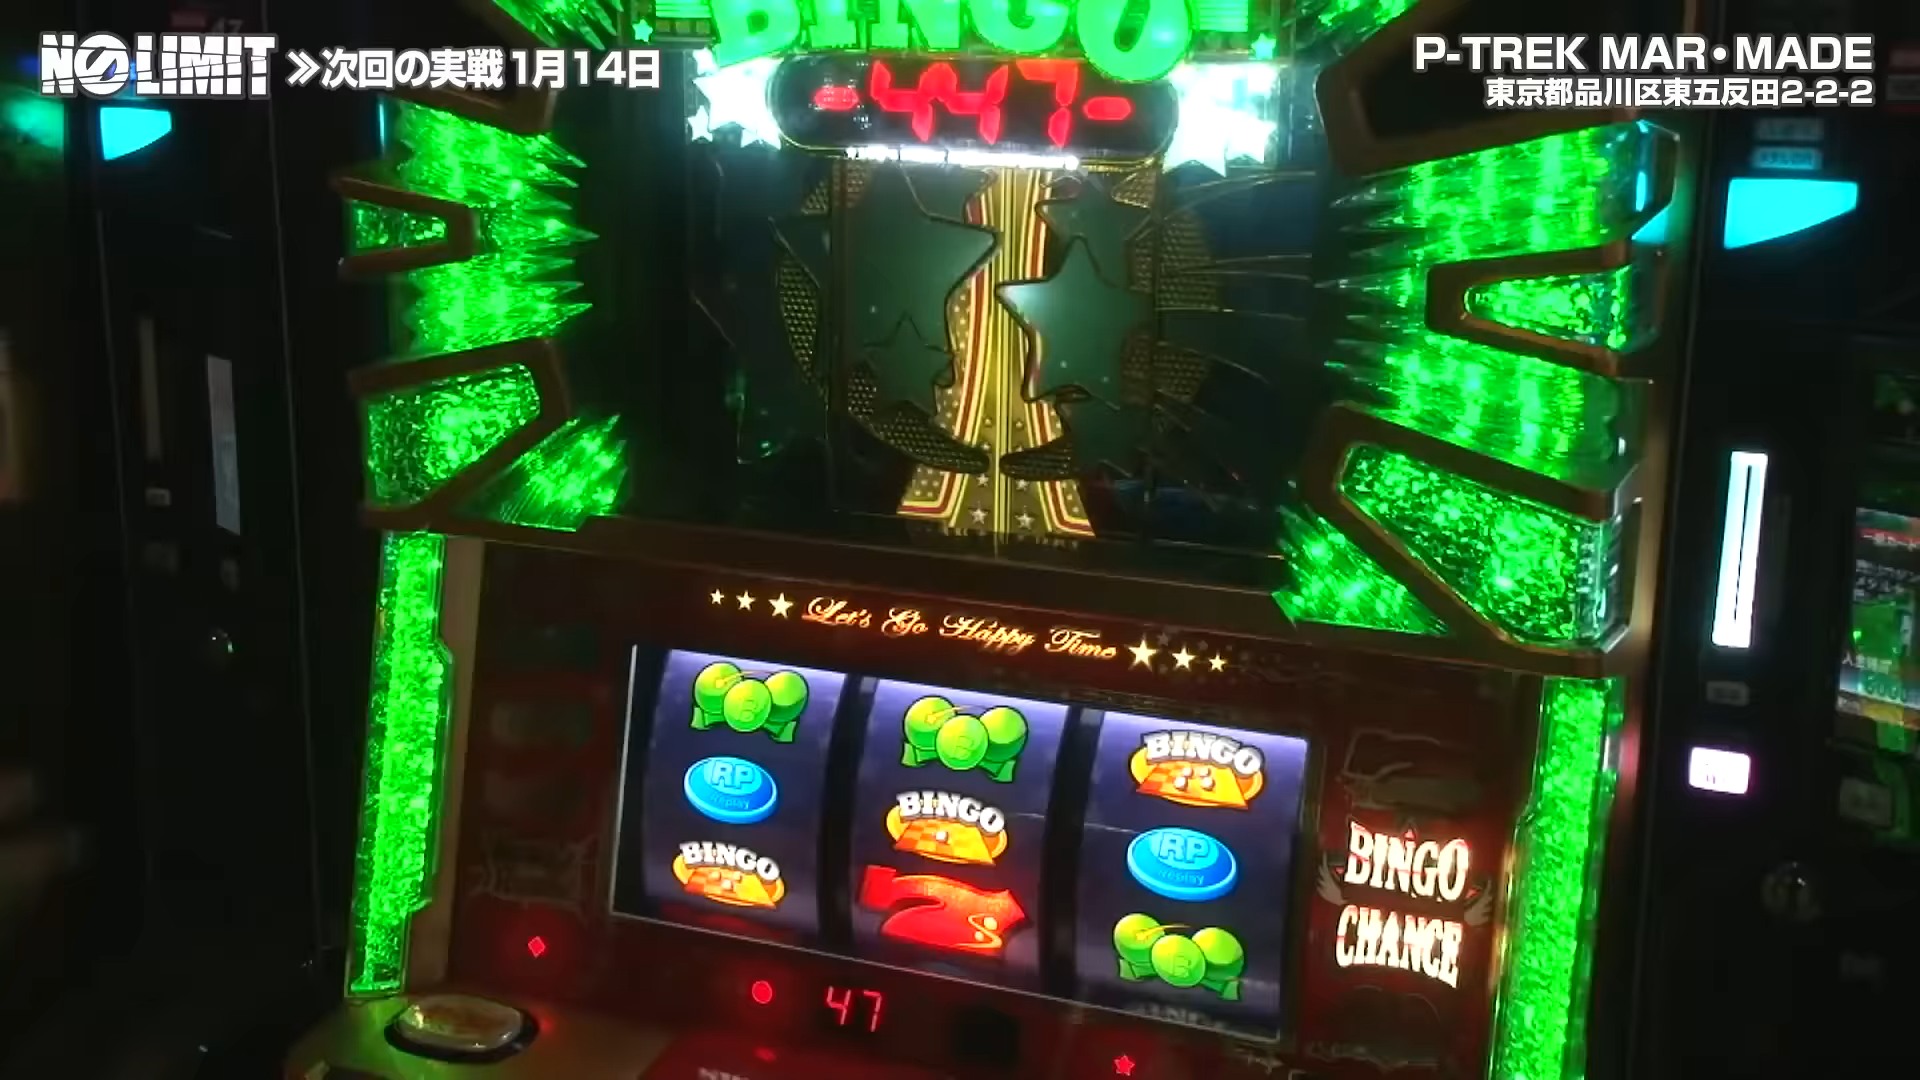 NO LIMIT ≫次回の実戦1月14日
P-TREK MAR・MADE
東京都品川区東五反田2-2-2
BINGO
-447-
★★★Let's Go Happy Time★★★
BINGO
RP
Replay
BINGO
BINGO
RP
Replay
BINGO
BINGO
CHANCE
47